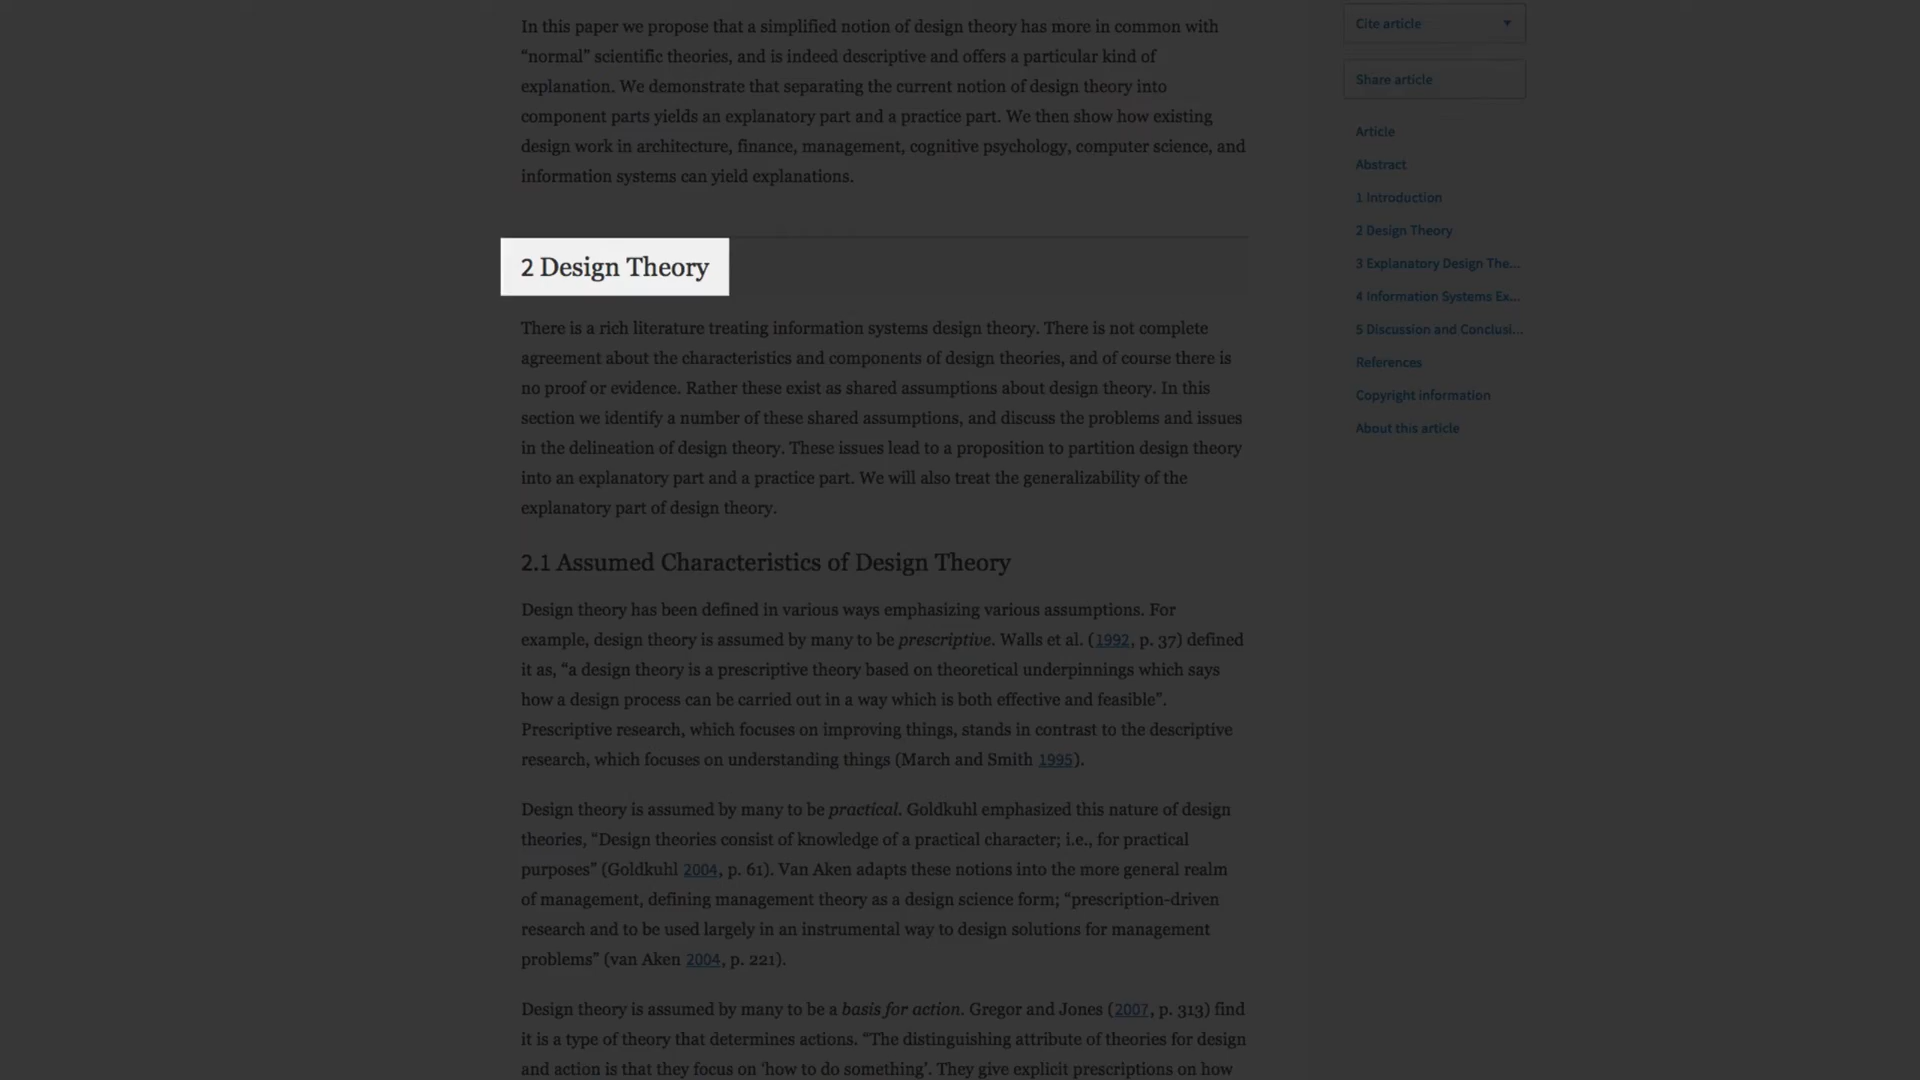 In this paper we propose that a simplified notion of design theory has more in common with
“normal” scientific theories, and is indeed descriptive and offers a particular kind of
explanation. We demonstrate that separating the current notion of design theory into
component parts yields an explanatory part and a practice part. We then show how existing
design work in architecture, finance, management, cognitive psychology, computer science, and
information systems can yield explanations.
2 Design Theory
There is a rich literature treating information systems design theory. There is not complete
agreement about the characteristics and components of design theories, and of course there is
no proof or evidence. Rather these exist as shared assumptions about design theory. In this
section we identify a number of these shared assumptions, and discuss the problems and issues
in the delineation of design theory. These issues lead to a proposition to partition design theory
into an explanatory part and a practice part. We will also treat the generalizability of the
explanatory part of design theory.
2.1 Assumed Characteristics of Design Theory
Design theory has been defined in various ways emphasizing various assumptions. For
example, design theory is assumed by many to be prescriptive. Walls et al. (1992, p. 37) defined
it as, “a design theory is a prescriptive theory based on theoretical underpinnings which says
how a design process can be carried out in a way which is both effective and feasible”.
Prescriptive research, which focuses on improving things, stands in contrast to the descriptive
research, which focuses on understanding things (March and Smith 1995).
Design theory is assumed by many to be practical. Goldkuhl emphasized this nature of design
theories, “Design theories consist of knowledge of a practical character; i.e., for practical
purposes” (Goldkuhl 2004, p. 61). Van Aken adapts these notions into the more general realm
of management, defining management theory as a design science form; “prescription-driven
research and to be used largely in an instrumental way to design solutions for management
problems” (van Aken 2004, p. 221).
Design theory is assumed by many to be a basis for action. Gregor and Jones (2007, p. 313) find
it is a type of theory that determines actions. “The distinguishing attribute of theories for design
and action is that they focus on ‘how to do something’. They give explicit prescriptions on how
Cite article
Share article
Article
Abstract
1 Introduction
2 Design Theory
3 Explanatory Design The...
4 Information Systems Ex...
5 Discussion and Conclusi...
References
Copyright information
About this article